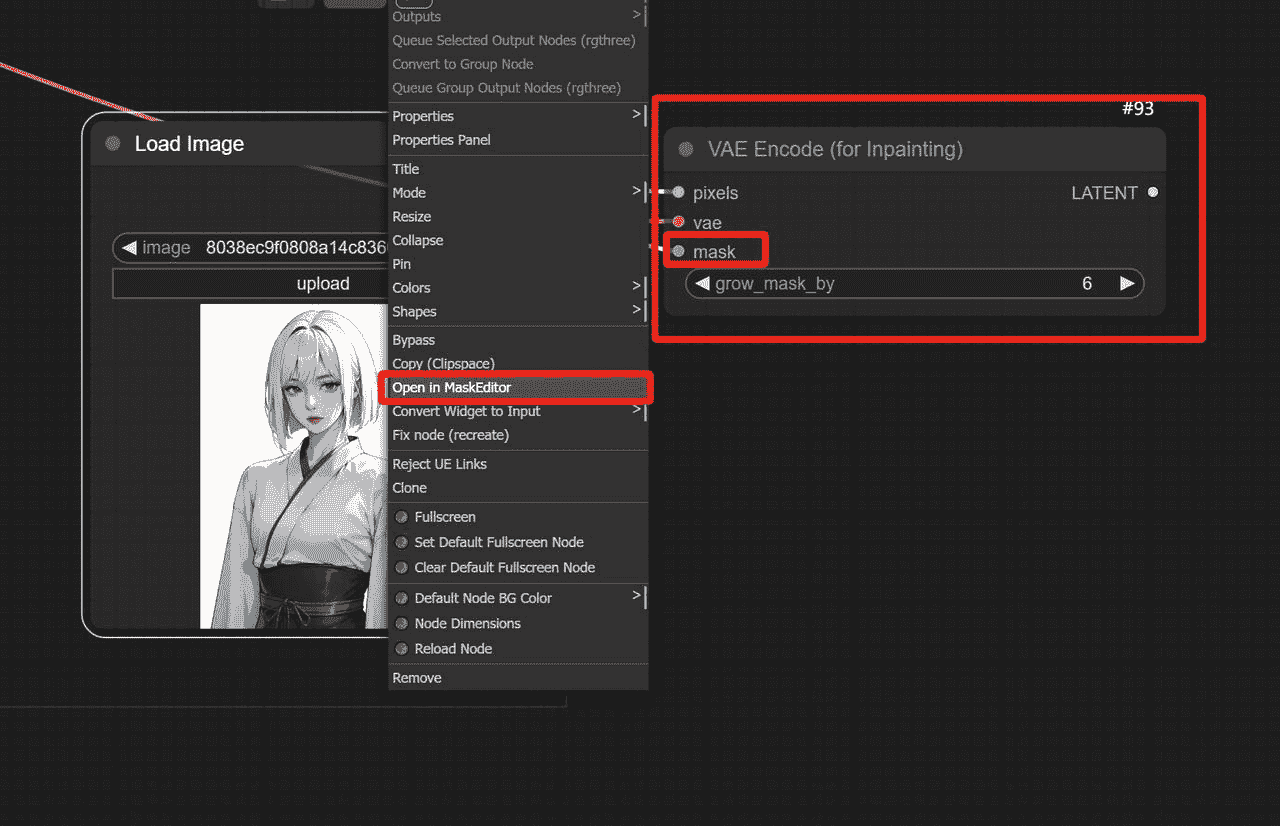 Outputs >
Queue Selected Output Nodes (rgthree)
Convert to Group Node
Queue Group Output Nodes (rgthree)
Properties >
Properties Panel
Title
Mode >
Resize
Collapse
Pin
Colors >
Shapes >
Bypass
Copy (Clipspace)
Open in MaskEditor
Convert Widget to Input >
Fix node (recreate)
Reject UE Links
Clone
Fullscreen
Set Default Fullscreen Node
Clear Default Fullscreen Node
Default Node BG Color >
Node Dimensions
Reload Node
Remove
Load Image
image 8038ec9f0808a14c836
upload
#93
VAE Encode (for Inpainting)
pixels LATENT
vae
mask
grow_mask_by 6